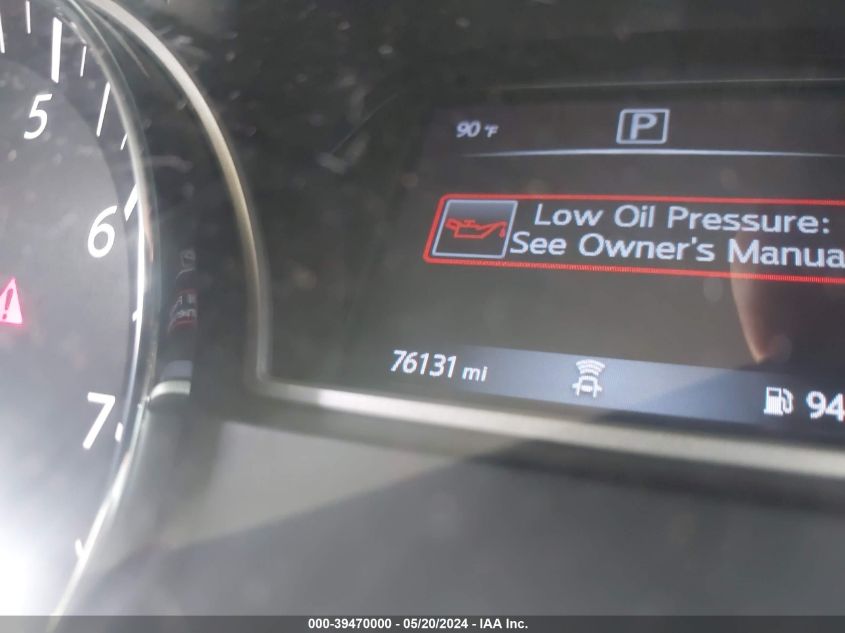 5
6
7
90 °F
P
Low Oil Pressure:
See Owner's Manua
76131 mi
94
000-39470000 - 05/20/2024 - IAA Inc.